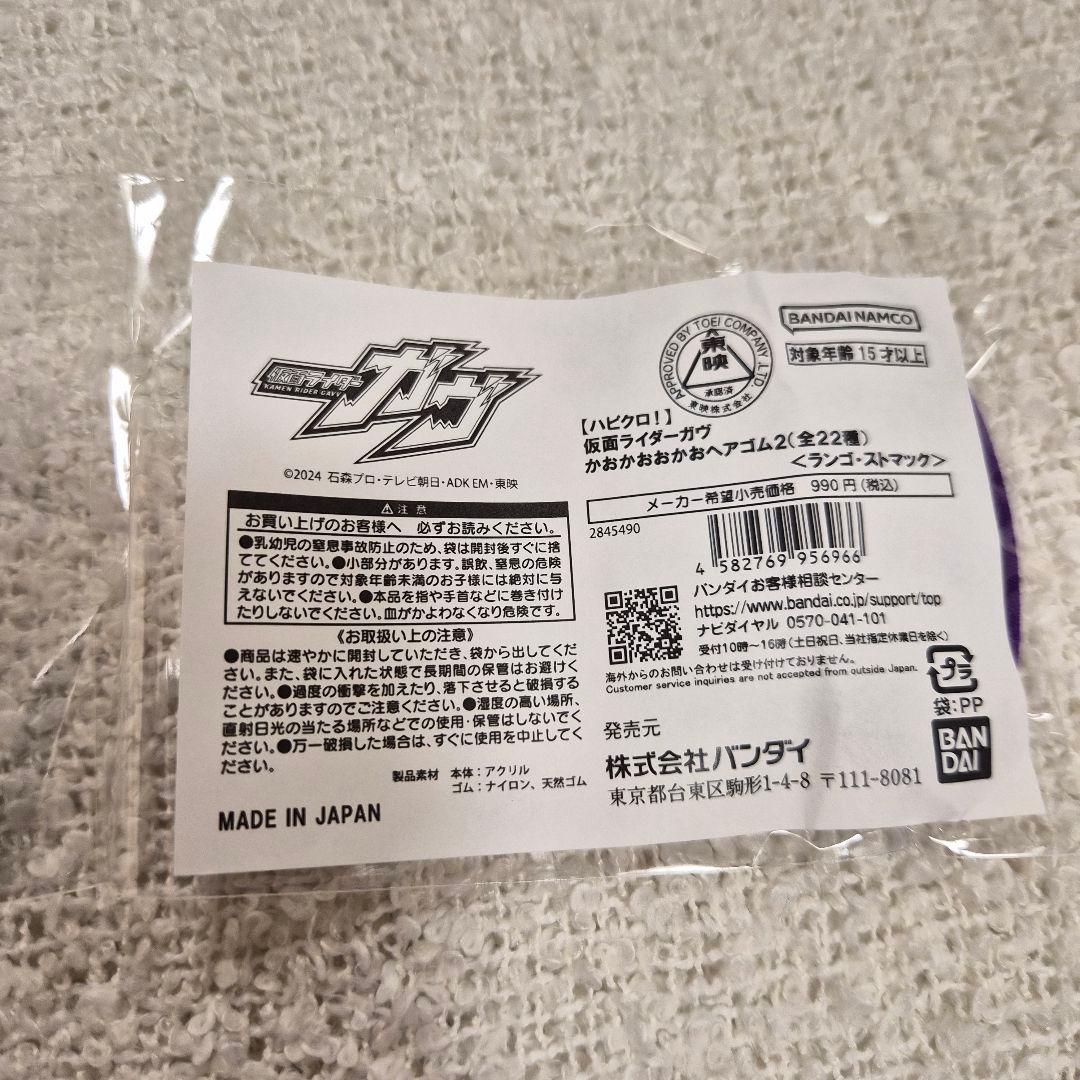 仮面ライダー
ガヴ
KAMEN RIDER GAVV
©2024 石森プロ・テレビ朝日・ADK EM・東映
⚠注 意
お買い上げのお客様へ 必ずお読みください。
●乳幼児の窒息事故防止のため、袋は開封後すぐに捨
ててください。●小部分があります。誤飲、窒息の危険
がありますので対象年齢未満のお子様には絶対に与
えないでください。●本品を指や手首などに巻き付け
たりしないでください。血がかよわなくなり危険です。
《お取扱い上の注意》
●商品は速やかに開封していただき、袋から出してくだ
さい。また、袋に入れた状態で長期間の保管はお避けく
ださい。●過度の衝撃を加えたり、落下させると破損する
ことがありますのでご注意ください。●湿度の高い場所、
直射日光の当たる場所などでの使用・保管はしないでく
ださい。●万一破損した場合は、すぐに使用を中止してく
ださい。
製品素材 本体：アクリル
ゴム：ナイロン、天然ゴム
MADE IN JAPAN
APPROVED BY TOEI COMPANY ,LTD.
東映
承認済
東映株式会社
BANDAI NAMCO
対象年齢 15才以上
【ハピクロ！】
仮面ライダーガヴ
かおかおおかおヘアゴム2（全22種）
＜ランゴ・ストマック＞
メーカー希望小売価格 990円（税込）
2845490
4 582769 956966
バンダイお客様相談センター
https://www.bandai.co.jp/support/top
ナビダイヤル 0570-041-101
受付10時～16時（土日祝日、当社指定休業日を除く）
海外からのお問い合わせは受け付けておりません。
Customer service inquiries are not accepted from outside Japan.
プラ
袋：PP
発売元
株式会社バンダイ
東京都台東区駒形1-4-8 〒111-8081
BAN
DAI